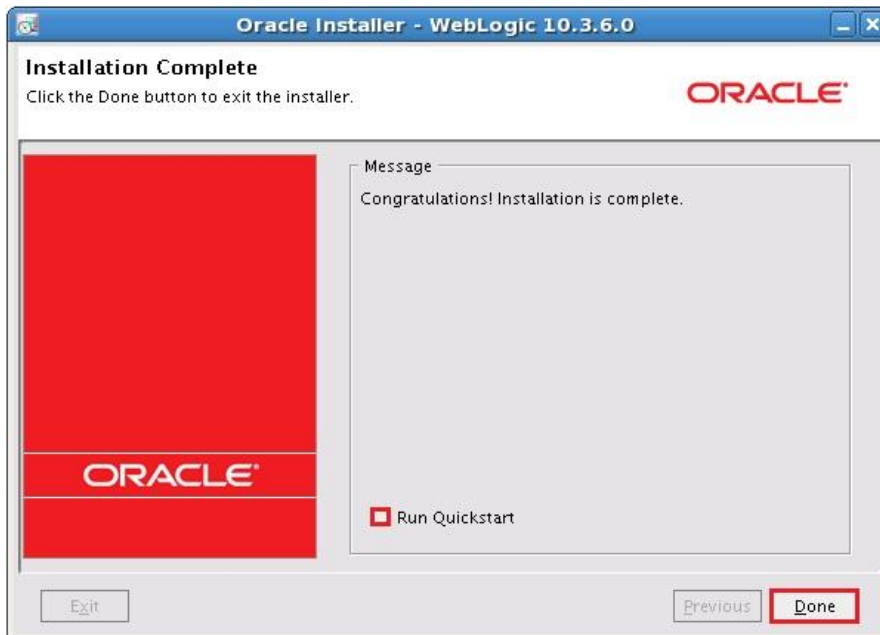 Oracle Installer - WebLogic 10.3.6.0
Installation Complete
Click the Done button to exit the installer.
ORACLE
Message
Congratulations! Installation is complete.
ORACLE
Run Quickstart
Exit
Previous
Done